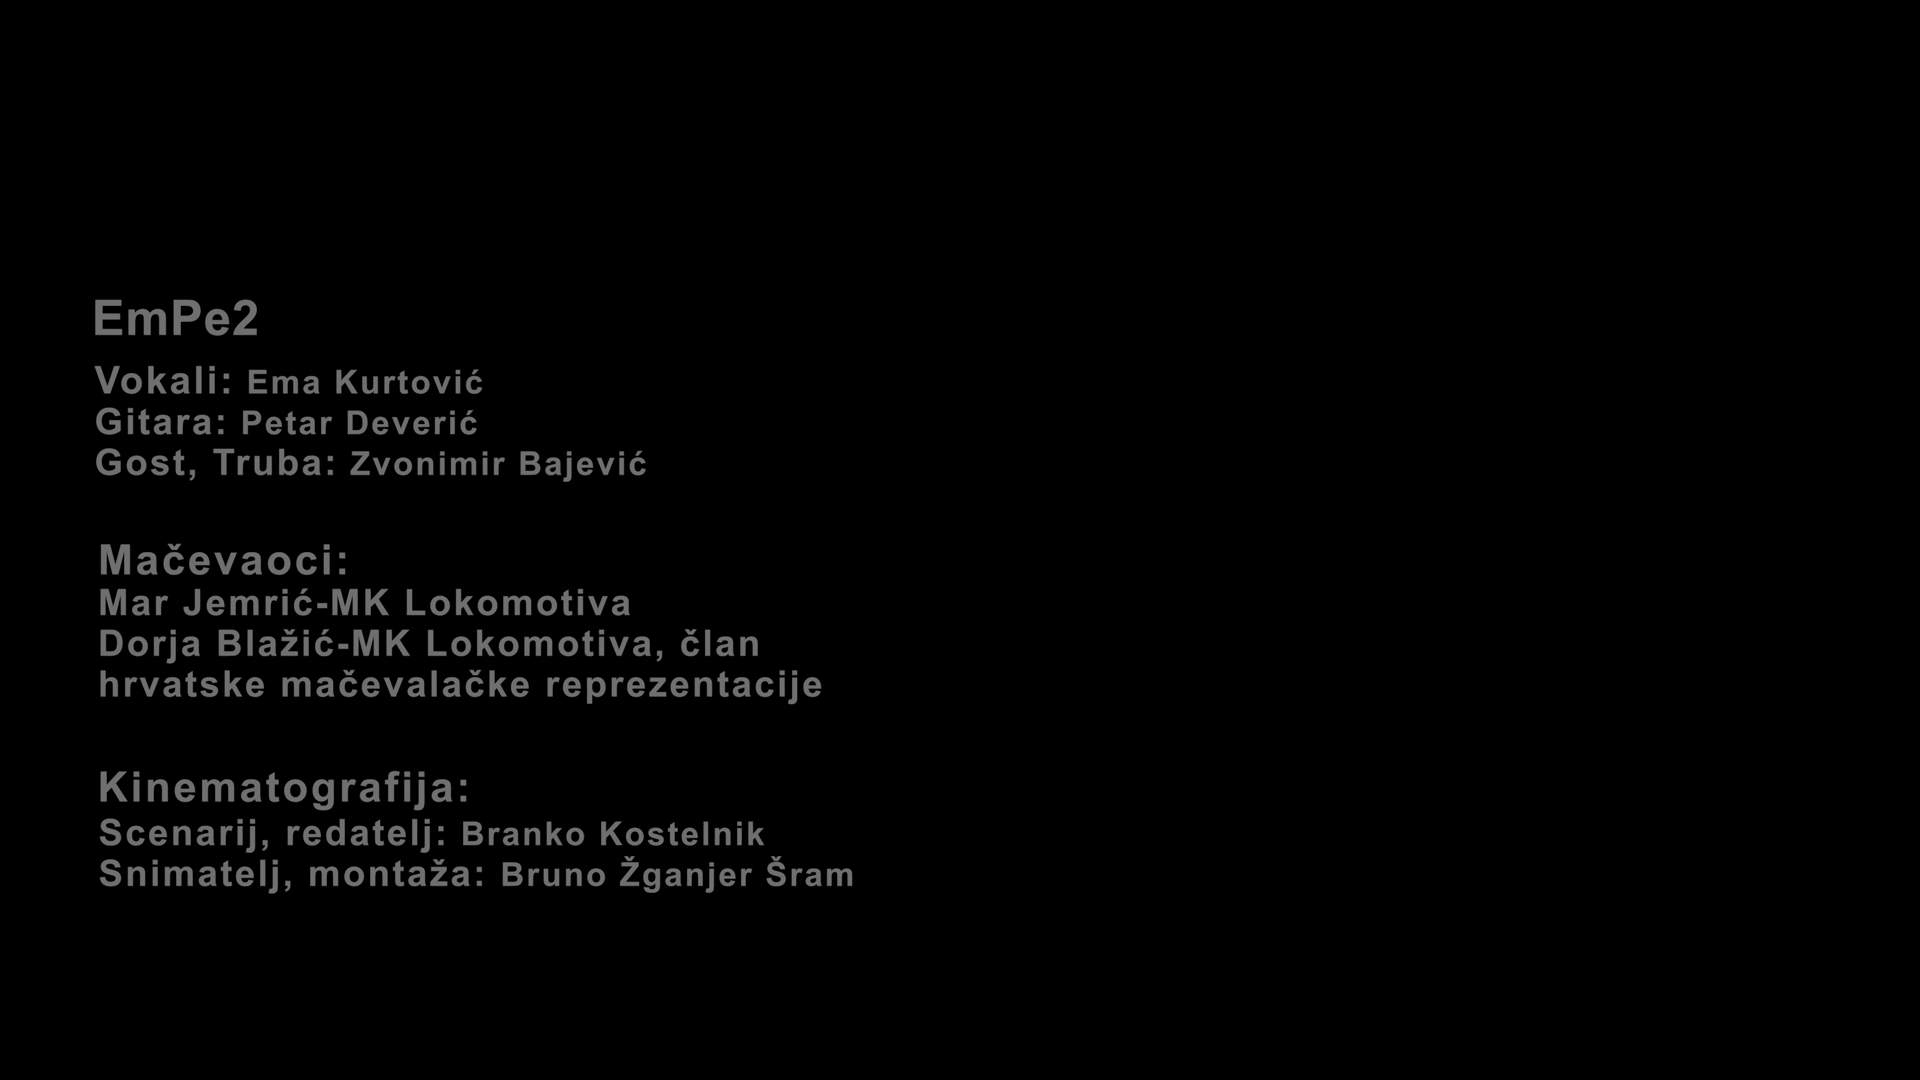 EmPe2
Vokali: Ema Kurtović
Gitara: Petar Deverić
Gost, Truba: Zvonimir Bajević
Mačevaoci:
Mar Jemrić-MK Lokomotiva
Dorja Blažić-MK Lokomotiva, član
hrvatske mačevalačke reprezentacije
Kinematografija:
Scenarij, redatelj: Branko Kostelnik
Snimatelj, montaža: Bruno Žganjer Šram